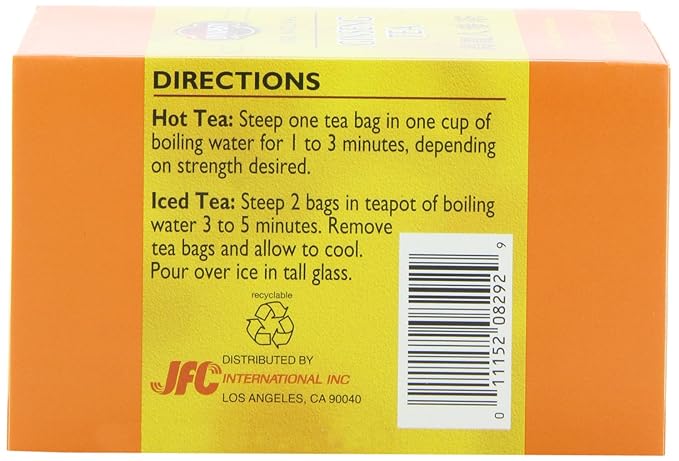 GINSENG
TEA
DIRECTIONS
Hot Tea: Steep one tea bag in one cup of
boiling water for 1 to 3 minutes, depending
on strength desired.
Iced Tea: Steep 2 bags in teapot of boiling
water 3 to 5 minutes. Remove
tea bags and allow to cool.
Pour over ice in tall glass.
recyclable
DISTRIBUTED BY
JFC INTERNATIONAL INC
LOS ANGELES, CA 90040
0 11152 08292 9